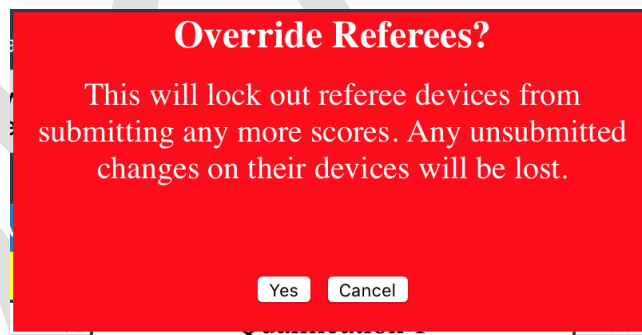 Override Referees?
This will lock out referee devices from
submitting any more scores. Any unsubmitted
changes on their devices will be lost.
Yes Cancel